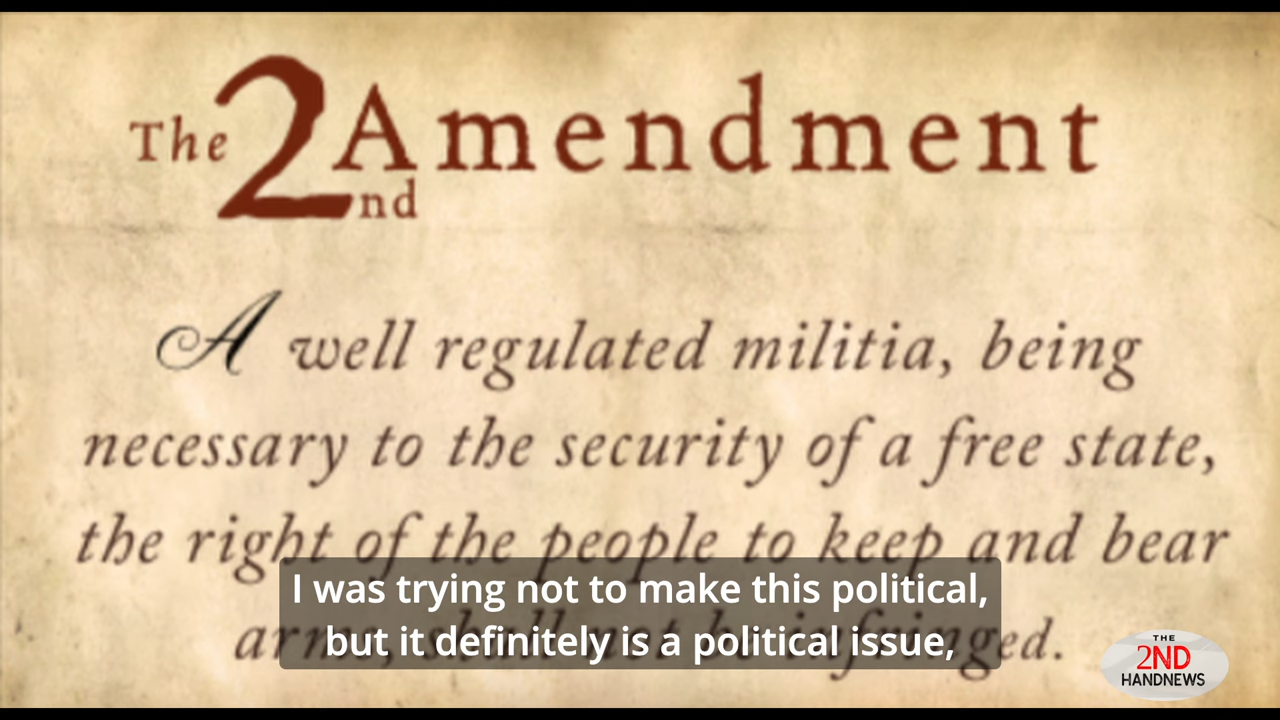 The 2nd Amendment
A well regulated militia, being
necessary to the security of a free state,
the right of the people to keep and bear
infringed.
I was trying not to make this political,
but it definitely is a political issue,
THE
2ND
HANDNEWS